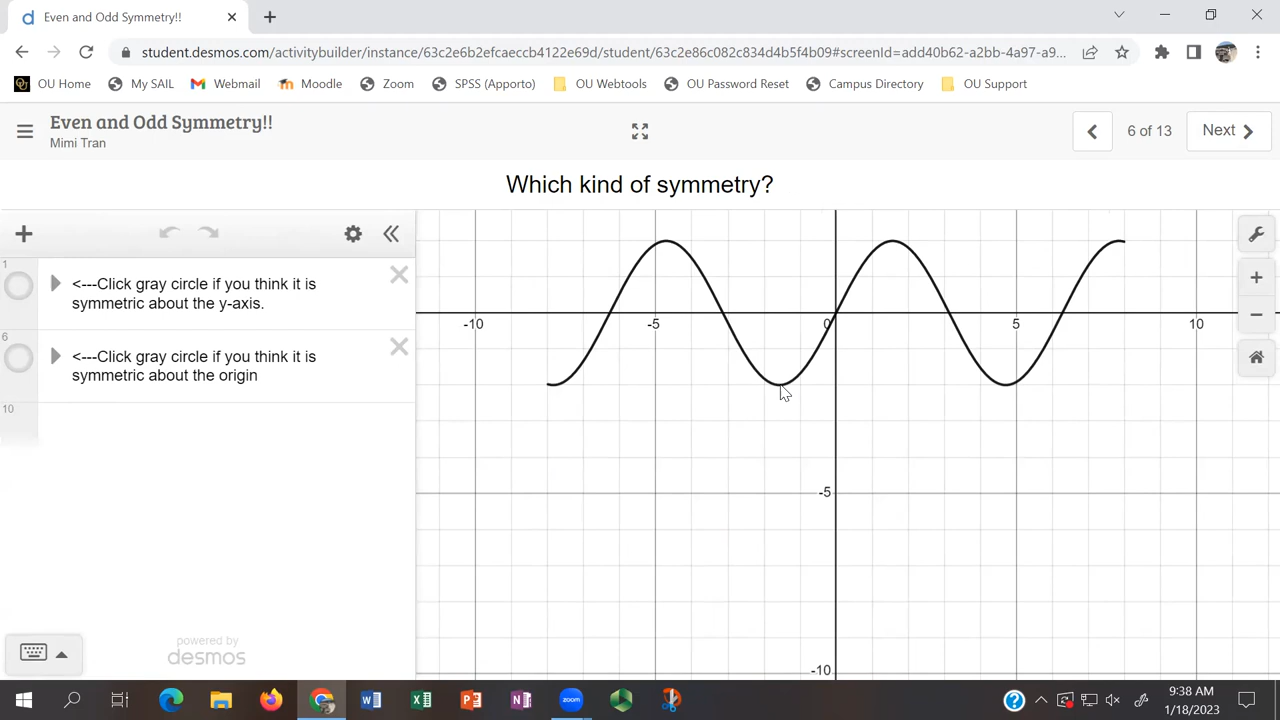 Even and Odd Symmetry!!
student.desmos.com/activitybuilder/instance/63c2e6b2efcaecb4122e69d/student/63c2e86c082c834d4b5f4b09#screenId=add40b62-a2bb-4a97-a9...
OU Home My SAIL Webmail Moodle Zoom SPSS (Apporto) OU Webtools OU Password Reset Campus Directory OU Support
Even and Odd Symmetry!!
Mimi Tran
6 of 13
Next
Which kind of symmetry?
1
<---Click gray circle if you think it is
symmetric about the y-axis.
6
<---Click gray circle if you think it is
symmetric about the origin
10
-10 -5 0 5 10
-5
-10
powered by
desmos
zoom
9:38 AM
1/18/2023